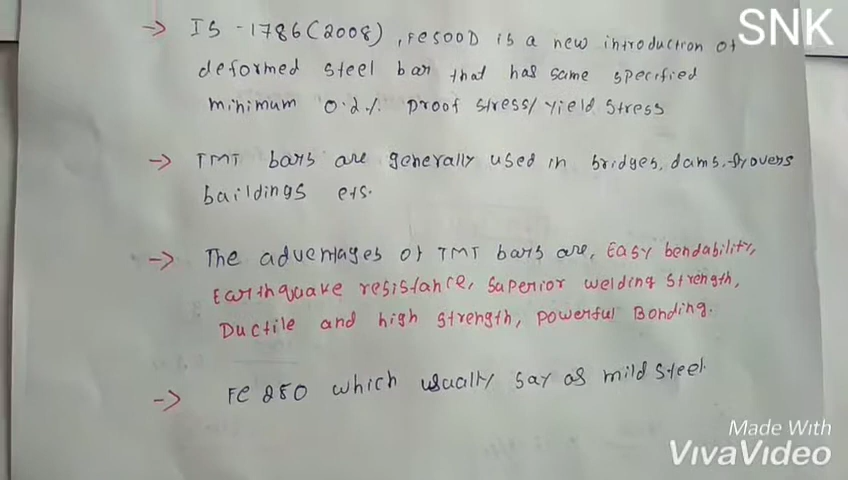 SNK
→ IS - 1786 (2008), FE500D is a new introduction of
deformed steel bar that has same specified
minimum 0.2% proof stress/yield stress
→ TMT bars are generally used in bridges, dams, flyovers
baildings ets.
→ The adventages of TMT bars are, Easy bendability,
Earthquake resistance, Superior welding strength,
Ductile and high strength, powerful Bonding.
→ FE 250 which usually say as mild steel.
Made With
VivaVideo